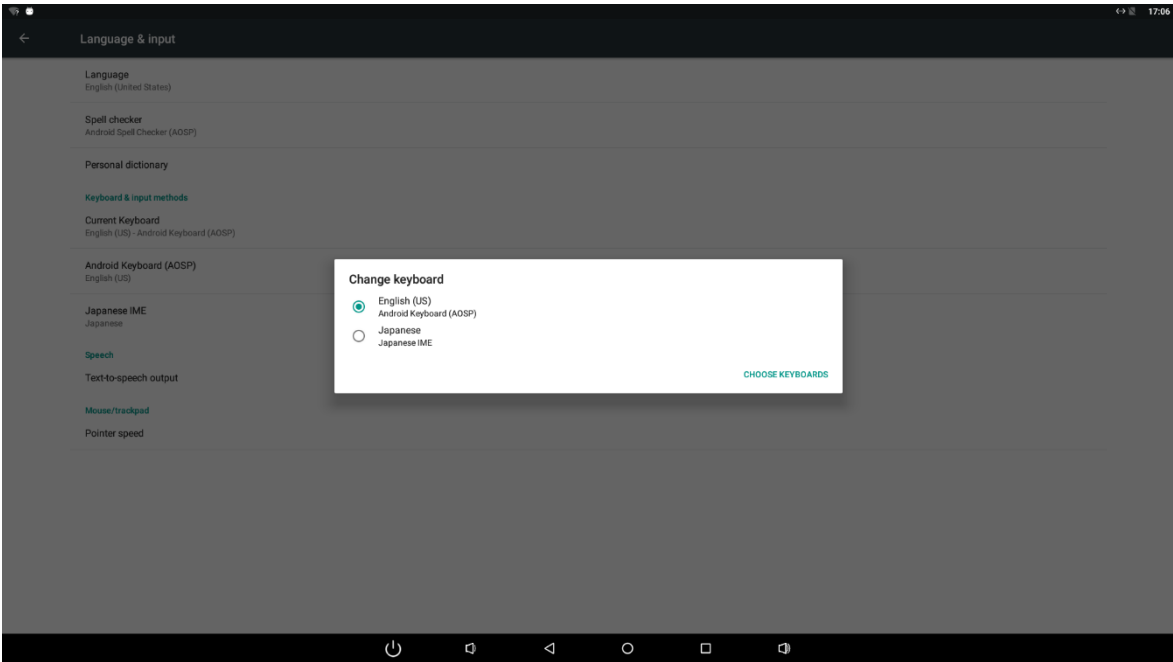 17:06
Language & input
Language
English (United States)
Spell checker
Android Spell Checker (AOSP)
Personal dictionary
Keyboard & input methods
Current Keyboard
English (US) - Android Keyboard (AOSP)
Android Keyboard (AOSP)
English (US)
Japanese IME
Japanese
Speech
Text-to-speech output
Mouse/trackpad
Pointer speed
Change keyboard
English (US)
Android Keyboard (AOSP)
Japanese
Japanese IME
CHOOSE KEYBOARDS